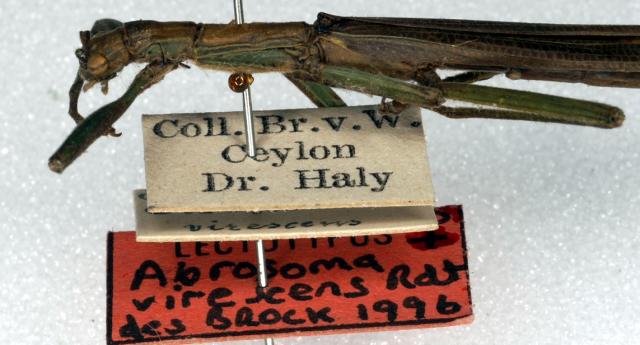 Coll. Br. v. W.
Ceylon
Dr. Haly
virescens
LECTOTYPUS ♀
Abrosoma
virescens Rdt
des BROCK 1996